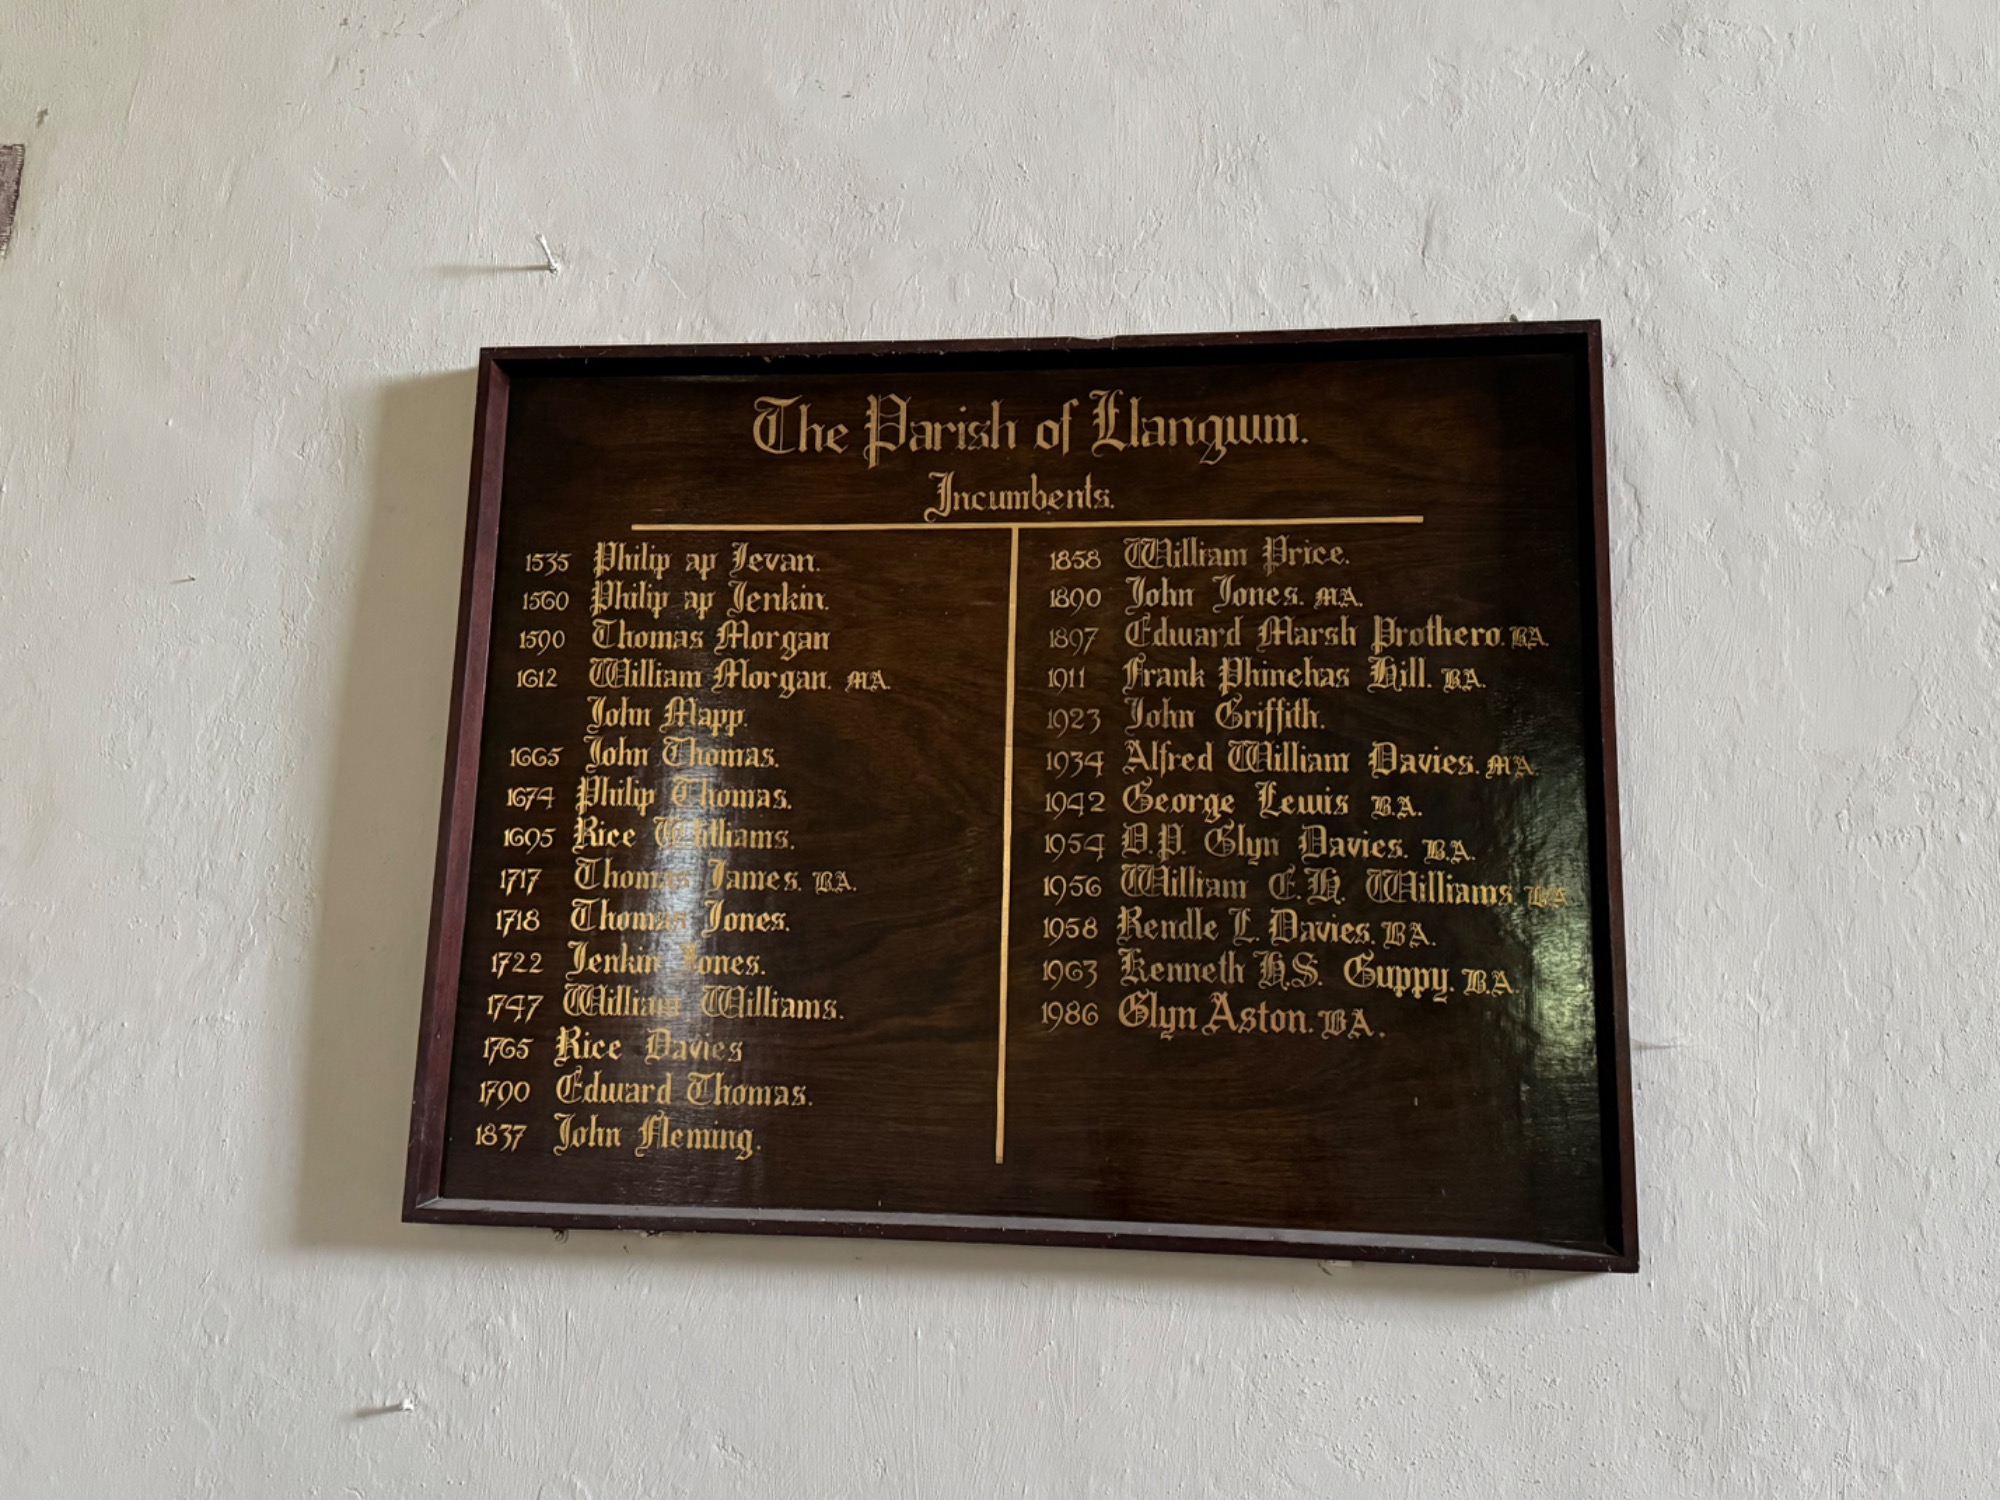 The Parish of Llangwm.
Incumbents.
1535 Philip ap Jevan.
1560 Philip ap Jenkin.
1590 Thomas Morgan
1612 William Morgan. MA.
John Mapp.
1665 John Thomas.
1674 Philip Thomas.
1695 Rice Williams.
1717 Thomas James. BA.
1718 Thomas Jones.
1722 Jenkin Jones.
1747 William Williams.
1765 Rice Davies
1790 Edward Thomas.
1837 John Fleming.
1858 William Price.
1890 John Jones. MA.
1897 Edward Marsh Prothero. BA.
1911 Frank Phinehas Hill. BA.
1923 John Griffith.
1934 Alfred William Davies. MA.
1942 George Lewis B.A.
1954 D.P. Glyn Davies. B.A.
1956 William E.H. Williams. BA.
1958 Rendle L. Davies. BA.
1963 Kenneth H.S. Guppy. B.A.
1986 Glyn Aston. BA.